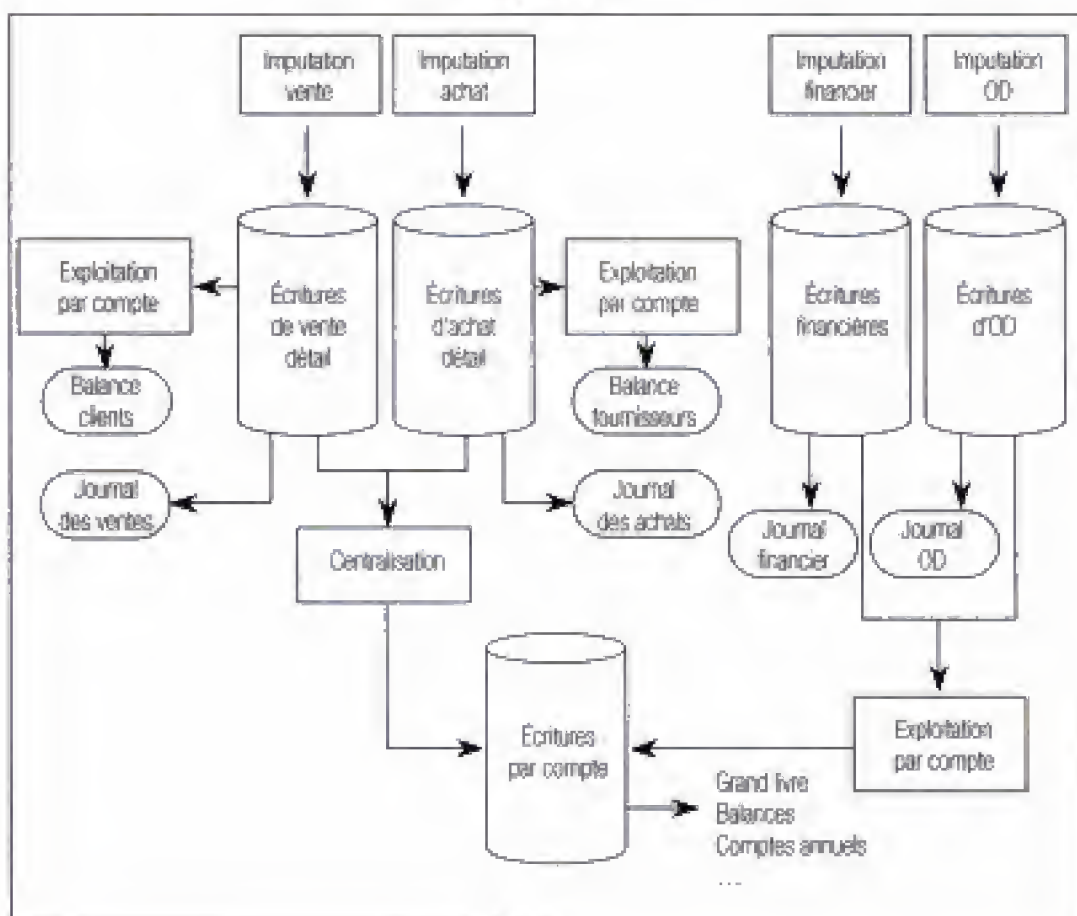 Imputation
vente
Imputation
achat
Imputation
financier
Imputation
OD
Exploitation
par compte
Écritures
de vente
détail
Écritures
d'achat
détail
Exploitation
par compte
Écritures
financières
Écritures
d'OD
Balance
clients
Balance
fournisseurs
Journal
des ventes
Journal
des achats
Journal
financier
Journal
OD
Centralisation
Écritures
par compte
Exploitation
par compte
Grand livre
Balances
Comptes annuels
...